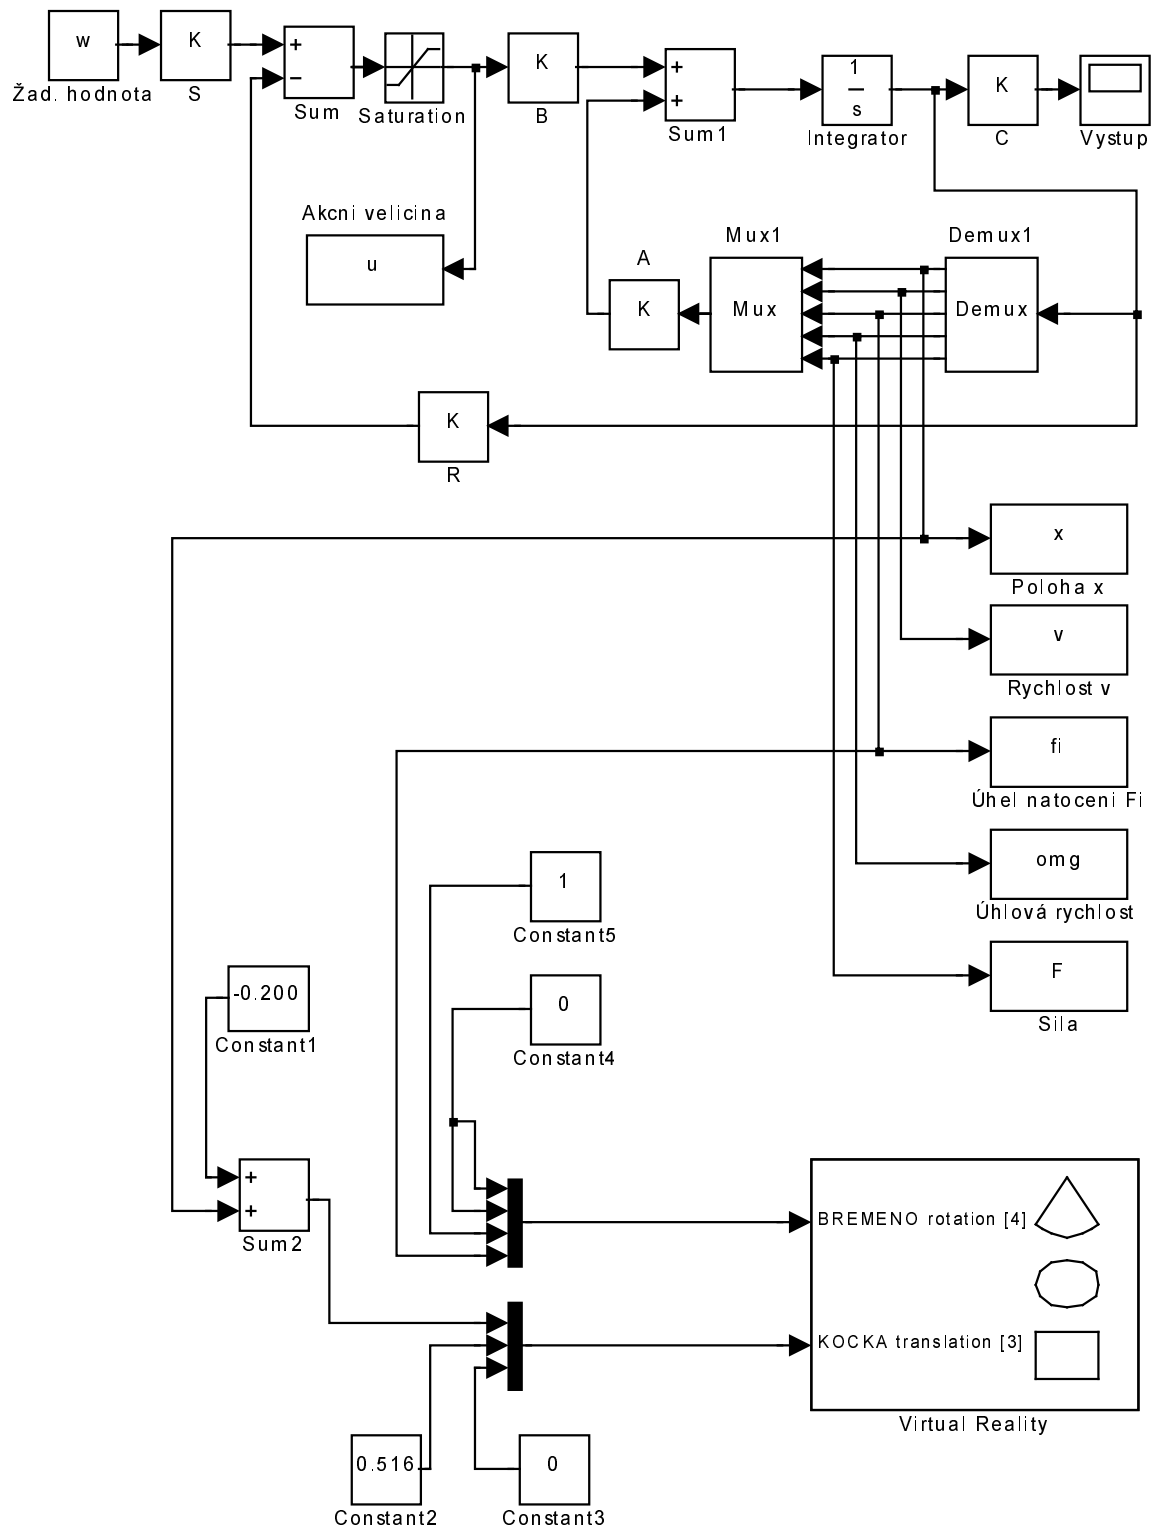 w
Žad. hodnota
K
S
+
−
Sum
Saturation
K
B
+
+
Sum1
1
s
Integrator
K
C
Vystup
Akcni velicina
u
A
K
Mux1
Mux
Demux1
Demux
K
R
x
Poloha x
v
Rychlost v
fi
Úhel natoceni Fi
omg
Úhlová rychlost
F
Sila
1
Constant5
0
Constant4
-0.200
Constant1
+
+
Sum2
BREMENO rotation [4]
KOCKA translation [3]
Virtual Reality
0.516
Constant2
0
Constant3